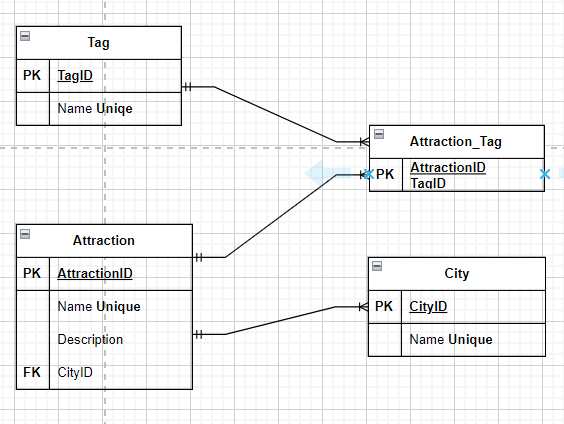 Tag
PK TagID
Name Uniqe
Attraction_Tag
PK AttractionID
TagID
Attraction
PK AttractionID
Name Unique
Description
FK CityID
City
PK CityID
Name Unique